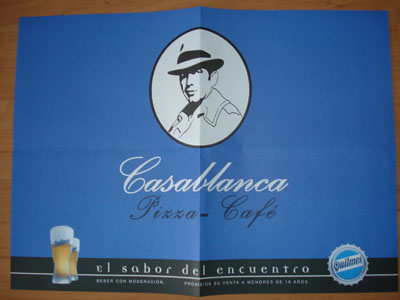 Casablanca
Pizza - Café
el sabor del encuentro
Quilmes
BEBER CON MODERACIÓN. PROHIBIDA SU VENTA A MENORES DE 18 AÑOS.